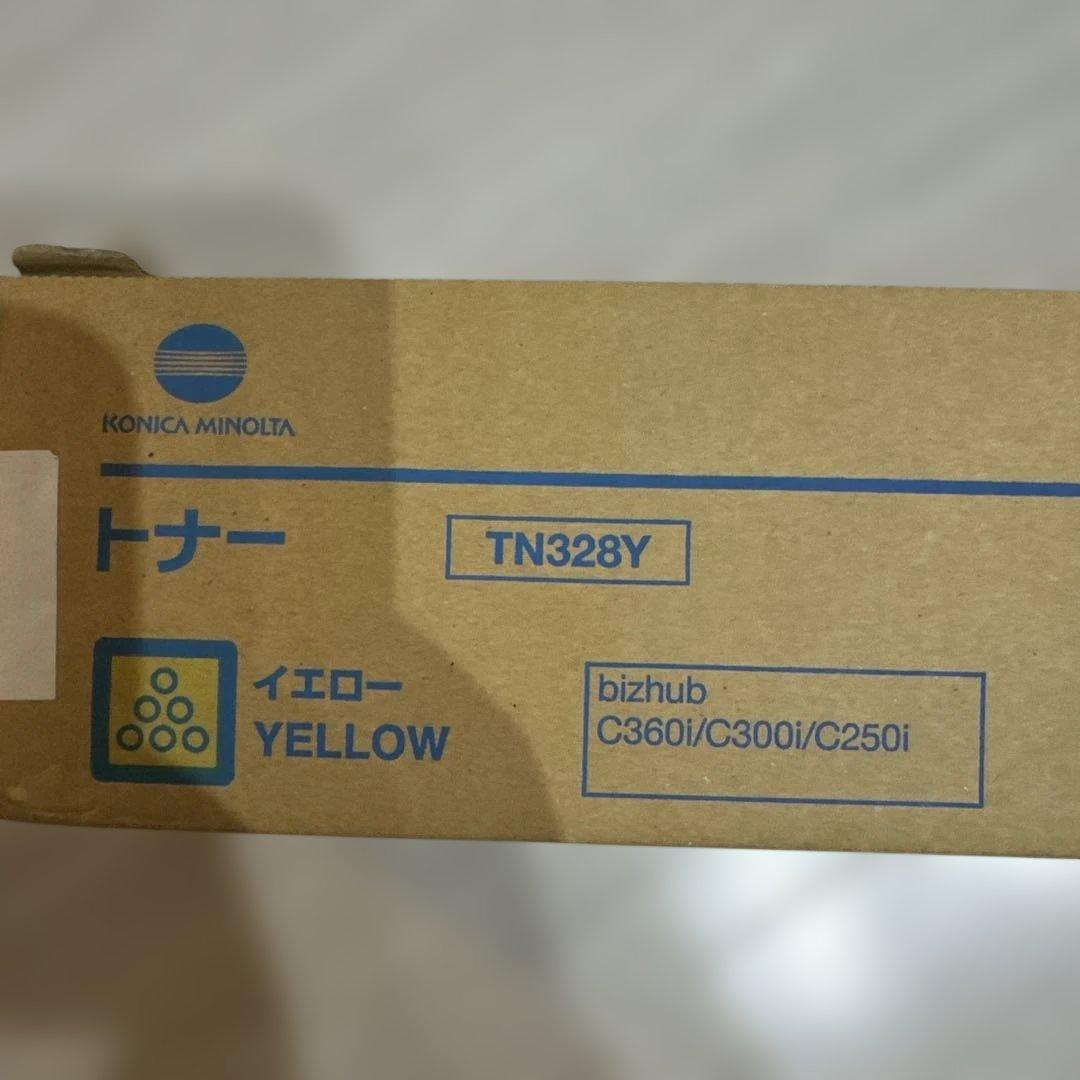 KONICA MINOLTA
トナー
TN328Y
イエロー
YELLOW
bizhub
C360i/C300i/C250i